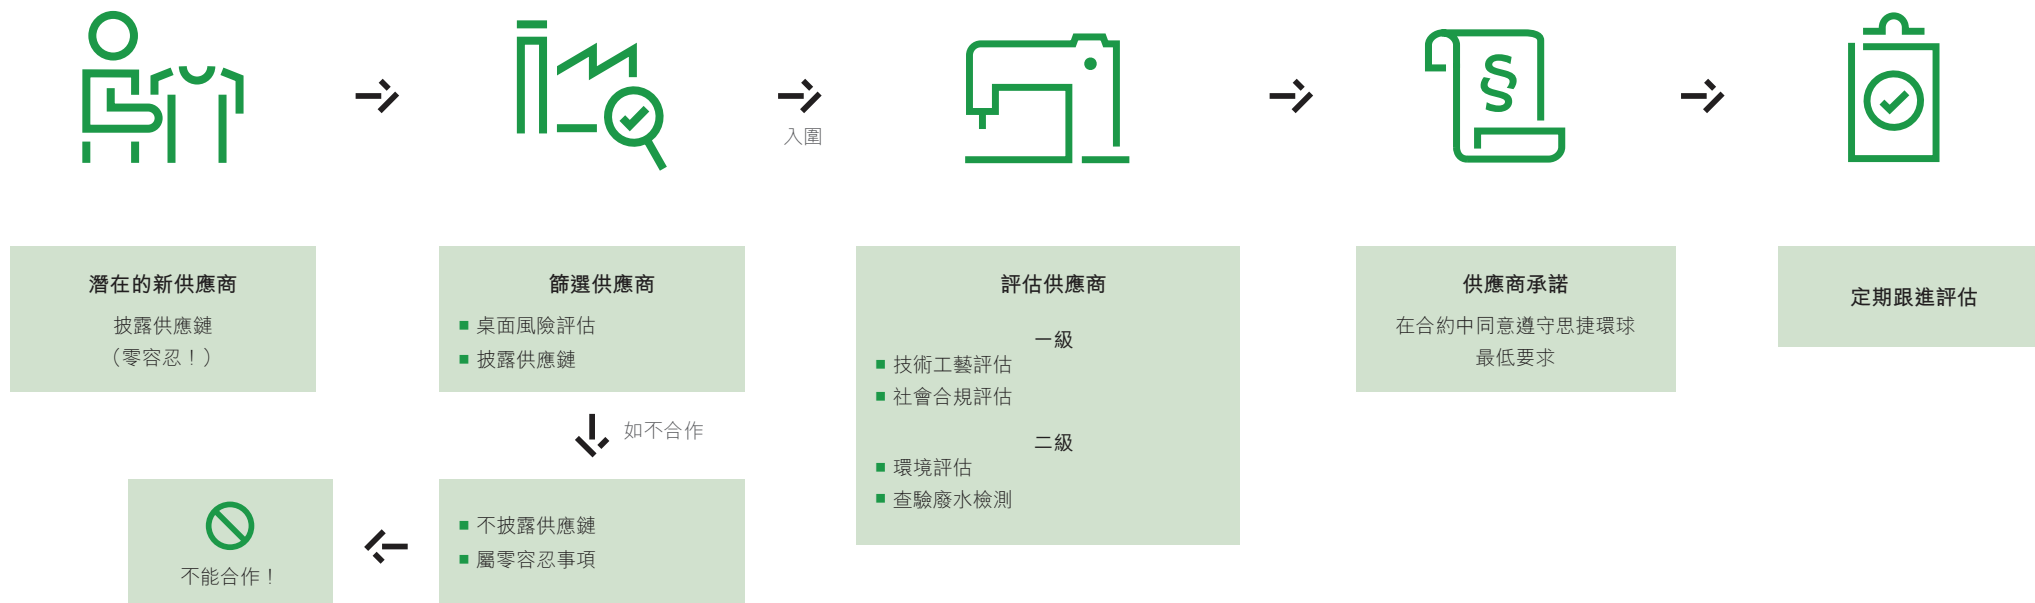 入圍
潛在的新供應商
披露供應鏈
（零容忍！）
篩選供應商
桌面風險評估
披露供應鏈
如不合作
不披露供應鏈
屬零容忍事項
不能合作！
評估供應商
一級
技術工藝評估
社會合規評估
二級
環境評估
查驗廢水檢測
§
供應商承諾
在合約中同意遵守思捷環球
最低要求
定期跟進評估